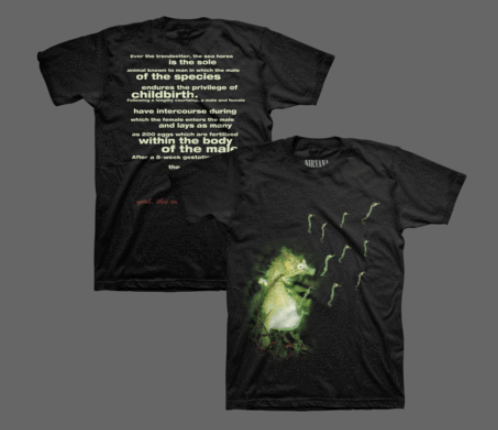 Ever the trendsetter, the sea horse
is the sole
animal known to man in which the male
of the species
endures the privilege of
childbirth.
Following a lengthy courtship, a male and female
have intercourse during
which the female enters the male
and lays as many
as 200 eggs which are fertilized
within the body
of the male
After a 5-week
the
NIRVANA